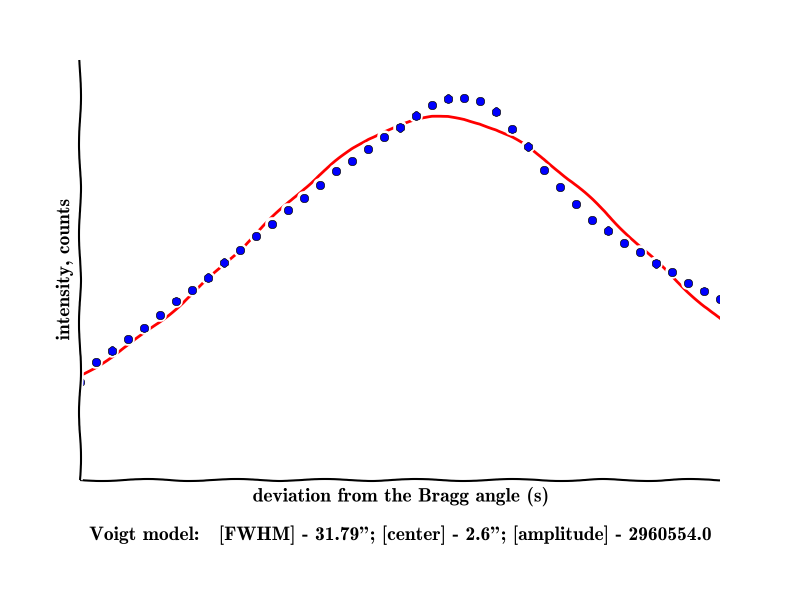 intensity, counts
deviation from the Bragg angle (s)
Voigt model: [FWHM] - 31.79”; [center] - 2.6”; [amplitude] - 2960554.0